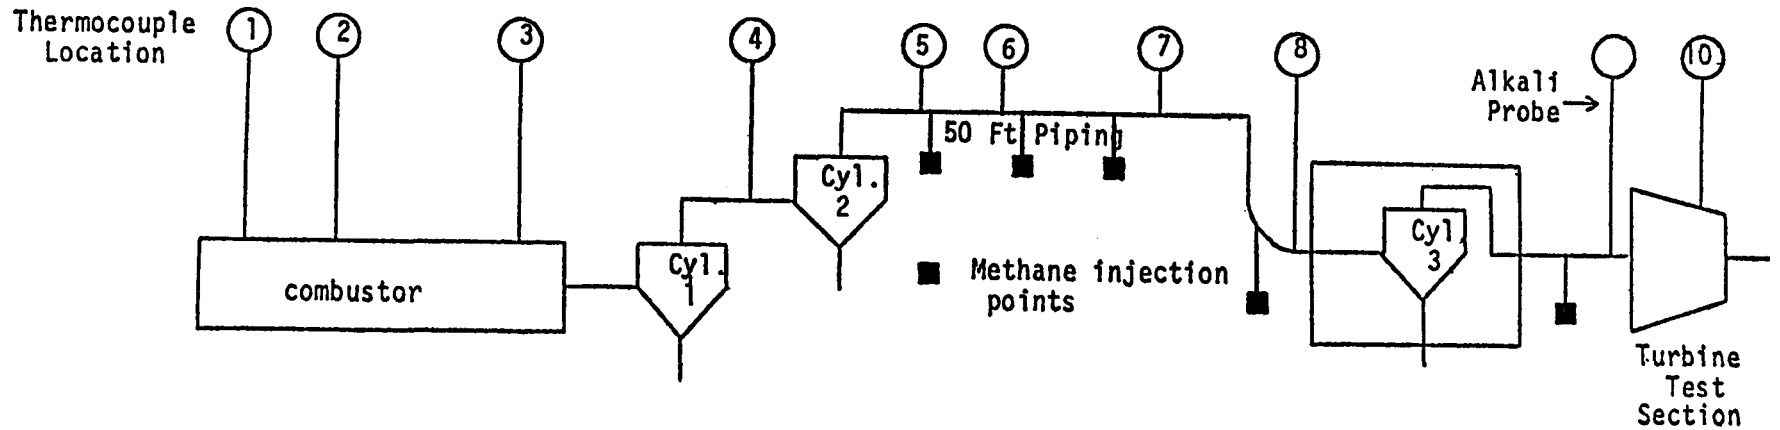 Thermocouple
Location
1
2
3
4
5
6
7
8
10.
Alkali
Probe
50 Ft Piping
Cyl.
2
Cyl.
1
Cyl.
3
combustor
Methane injection
points
Turbine
Test
Section